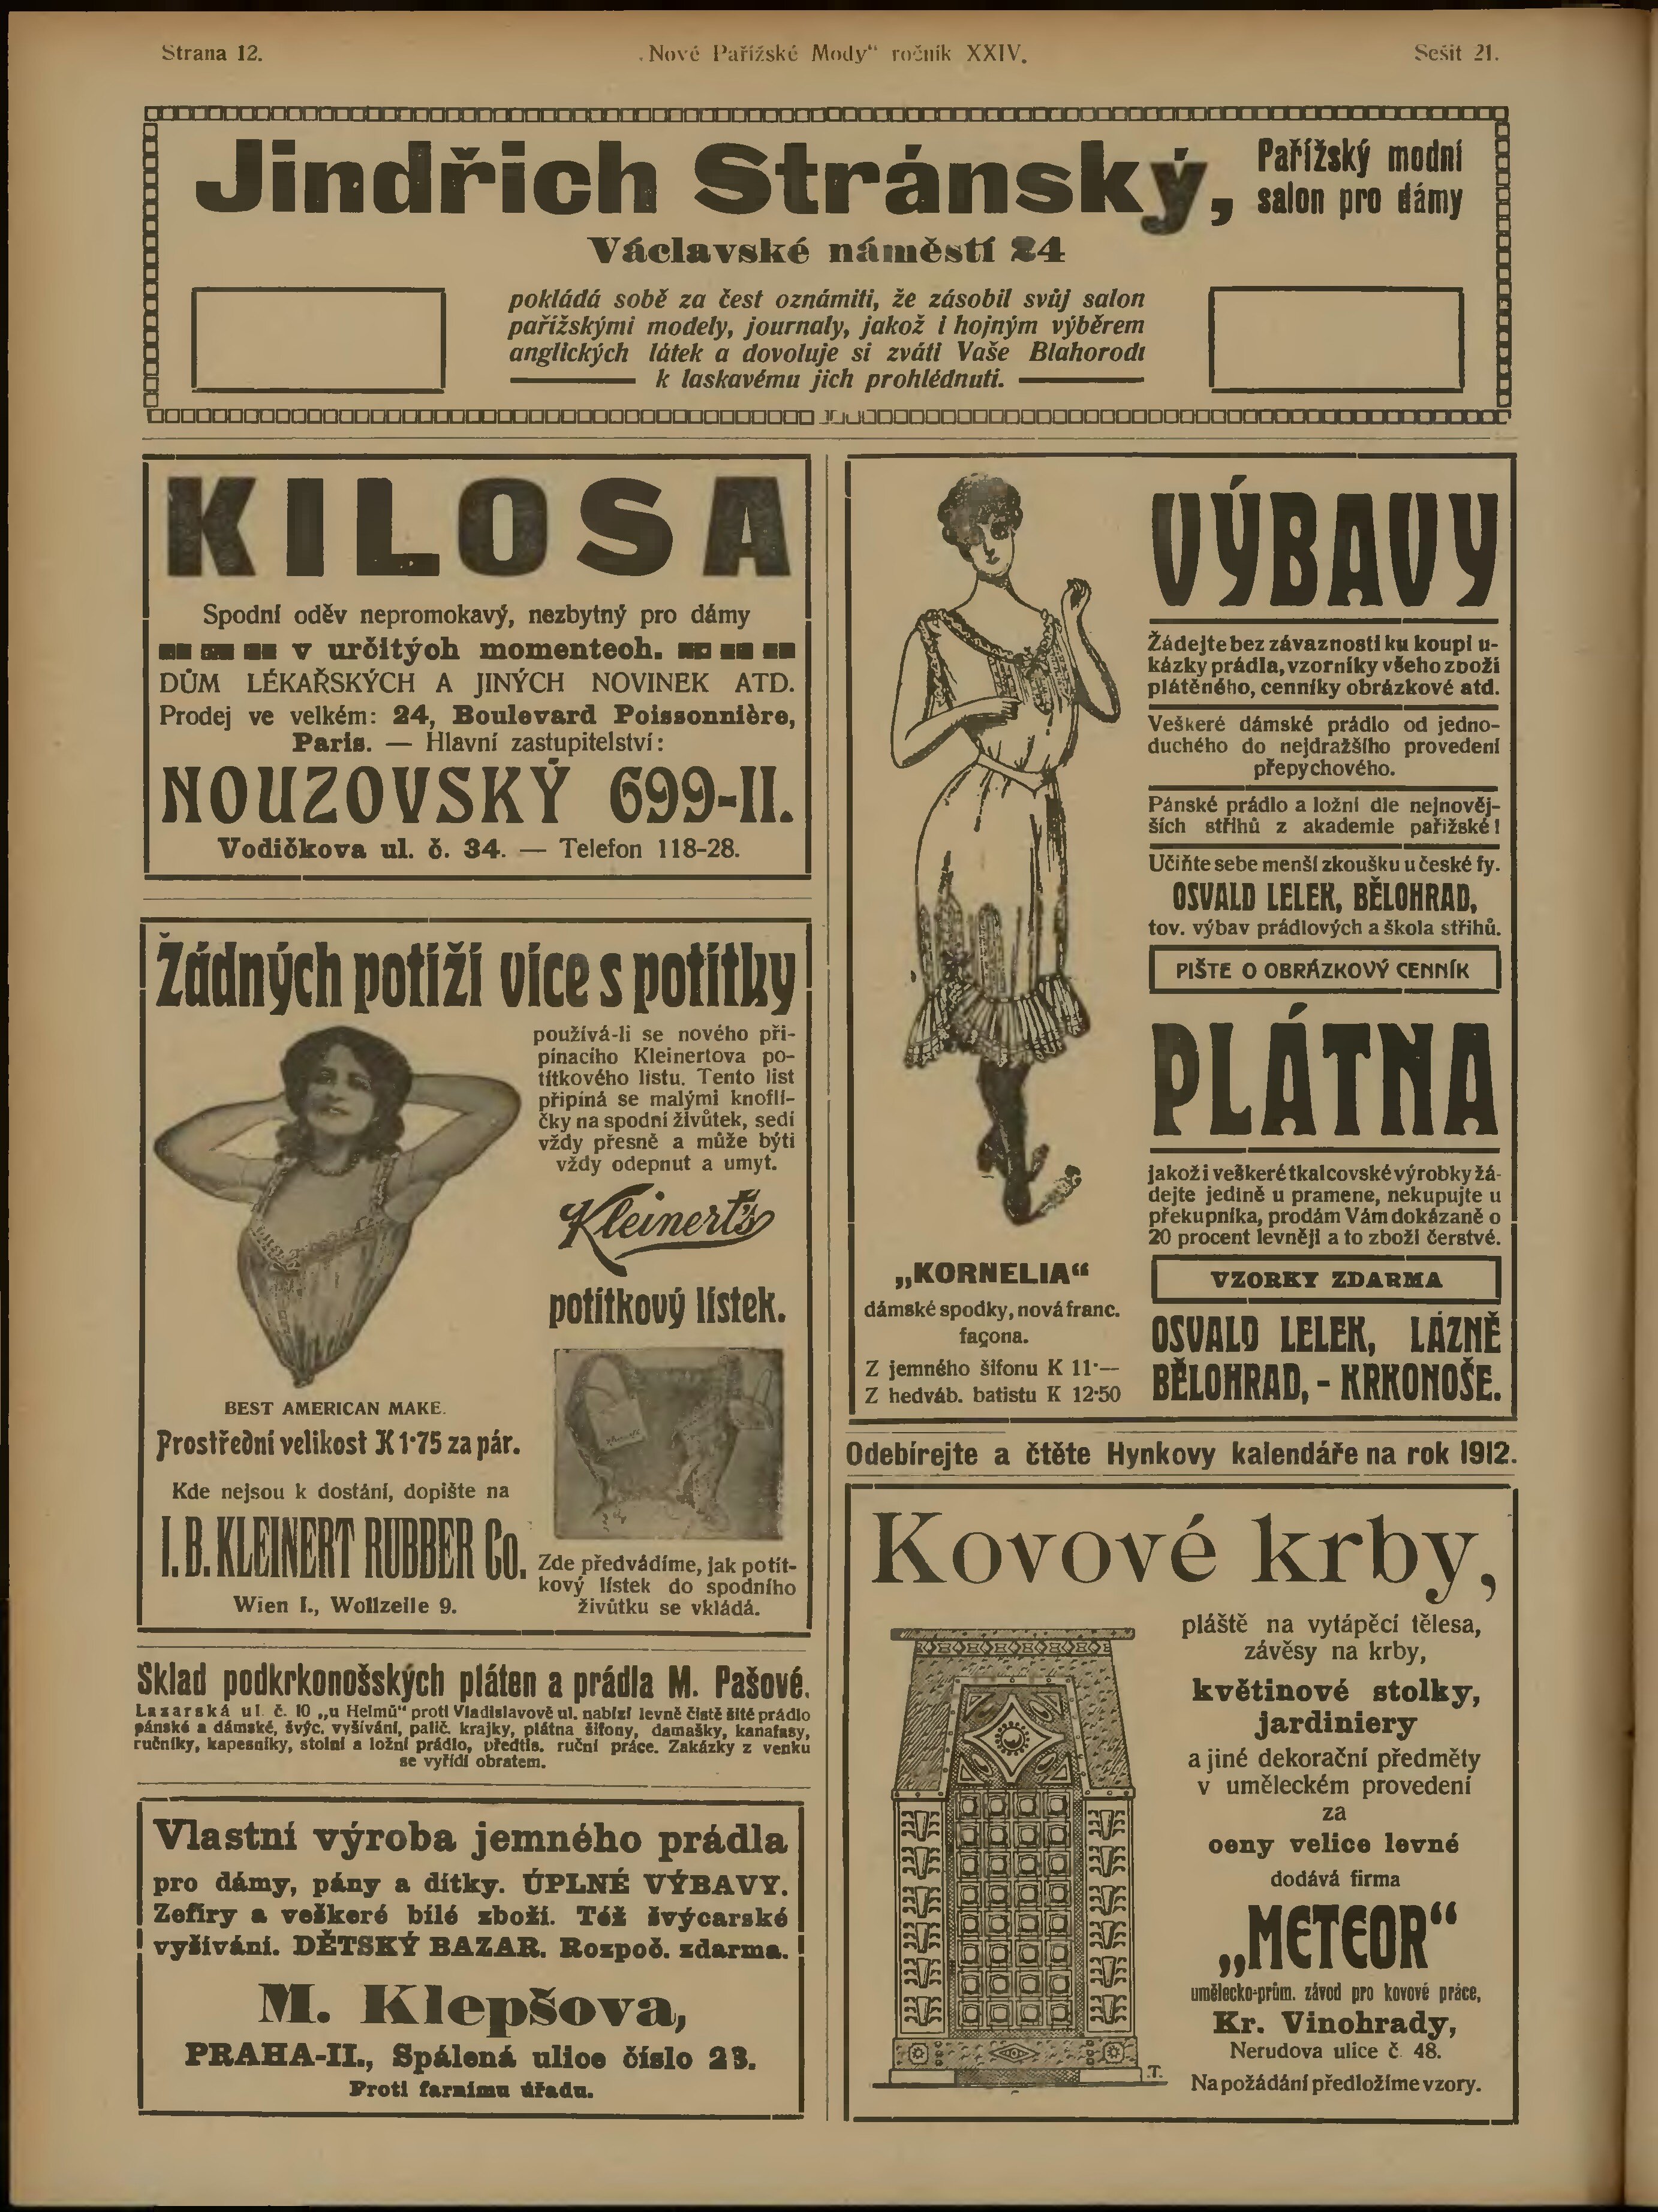 Strana 12.
„Nové Pařížské Mody“ ročník XXIV.
Sešit 21.
Jindřich Stránský,
Pařížský modní
salon pro dámy
Václavské náměstí 24
pokládá sobě za čest oznámiti, že zásobil svůj salon
pařížskými modely, journaly, jakož i hojným výběrem
anglických látek a dovoluje si zváti Vaše Blahorodí
k laskavému jich prohlédnutí.
KILOSA
Spodní oděv nepromokavý, nezbytný pro dámy
v určitých momentech.
DŮM LÉKAŘSKÝCH A JINÝCH NOVINEK ATD.
Prodej ve velkém: 24, Boulevard Poissonnière,
Paris. — Hlavní zastupitelství:
NOUZOVSKÝ 699-II.
Vodičkova ul. č. 34. — Telefon 118-28.
Žádných potíží více s potítky
používá-li se nového při-
pínacího Kleinertova po-
títkového listu. Tento list
připíná se malými knoflí-
čky na spodní živůtek, sedí
vždy přesně a může býti
vždy odepnut a umyt.
Kleinert's
potítkový lístek.
BEST AMERICAN MAKE.
Prostřední velikost K 1·75 za pár.
Kde nejsou k dostání, dopište na
I. B. KLEINERT RUBBER Co.
Wien I., Wollzeile 9.
Zde předvádíme, jak potít-
kový lístek do spodního
živůtku se vkládá.
Sklad podkrkonošských pláten a prádla M. Pašové.
Lazarská ul. č. 10 „u Helmů“ proti Vladislavově ul. nabízí levně čistě šité prádlo
pánské a dámské, švýc. vyšívání, palič. krajky, plátna šifony, damašky, kanafasy,
ručníky, kapesníky, stolní a ložní prádlo, předtis. ruční práce. Zakázky z venku
se vyřídí obratem.
Vlastní výroba jemného prádla
pro dámy, pány a dítky. ÚPLNÉ VÝBAVY.
Zefiry a veškeré bílé zboží. Též švýcarské
vyšívání. DĚTSKÝ BAZAR. Rozpoč. zdarma.
M. Klepšova,
PRAHA-II., Spálená ulice číslo 23.
Proti farnímu úřadu.
VÝBAVY
Žádejte bez závaznosti ku koupi u-
kázky prádla, vzorníky všeho zboží
plátěného, cenníky obrázkové atd.
Veškeré dámské prádlo od jedno-
duchého do nejdražšího provedení
přepychového.
Pánské prádlo a ložní dle nejnověj-
ších střihů z akademie pařižské!
Učiňte sebe menší zkoušku u české fy.
OSVALD LELEK, BĚLOHRAD,
tov. výbav prádlových a škola střihů.
PIŠTE O OBRÁZKOVÝ CENNÍK
PLÁTNA
jakož i veškeré tkalcovské výrobky žá-
dejte jedině u pramene, nekupujte u
překupníka, prodám Vám dokázaně o
20 procent levněji a to zboží čerstvé.
VZORKY ZDARMA
OSVALD LELEK, LÁZNĚ
BĚLOHRAD, - KRKONOŠE.
„KORNELIA“
dámské spodky, nová franc.
façona.
Z jemného šifonu K 11·—
Z hedváb. batistu K 12·50
Odebírejte a čtěte Hynkovy kalendáře na rok 1912.
Kovové krby,
pláště na vytápěcí tělesa,
závěsy na krby,
květinové stolky,
jardiniery
a jiné dekorační předměty
v uměleckém provedení
za
ceny velice levné
dodává firma
„METEOR“
umělecko-prům. závod pro kovové práce,
Kr. Vinohrady,
Nerudova ulice č. 48.
Na požádání předložíme vzory.
.T.